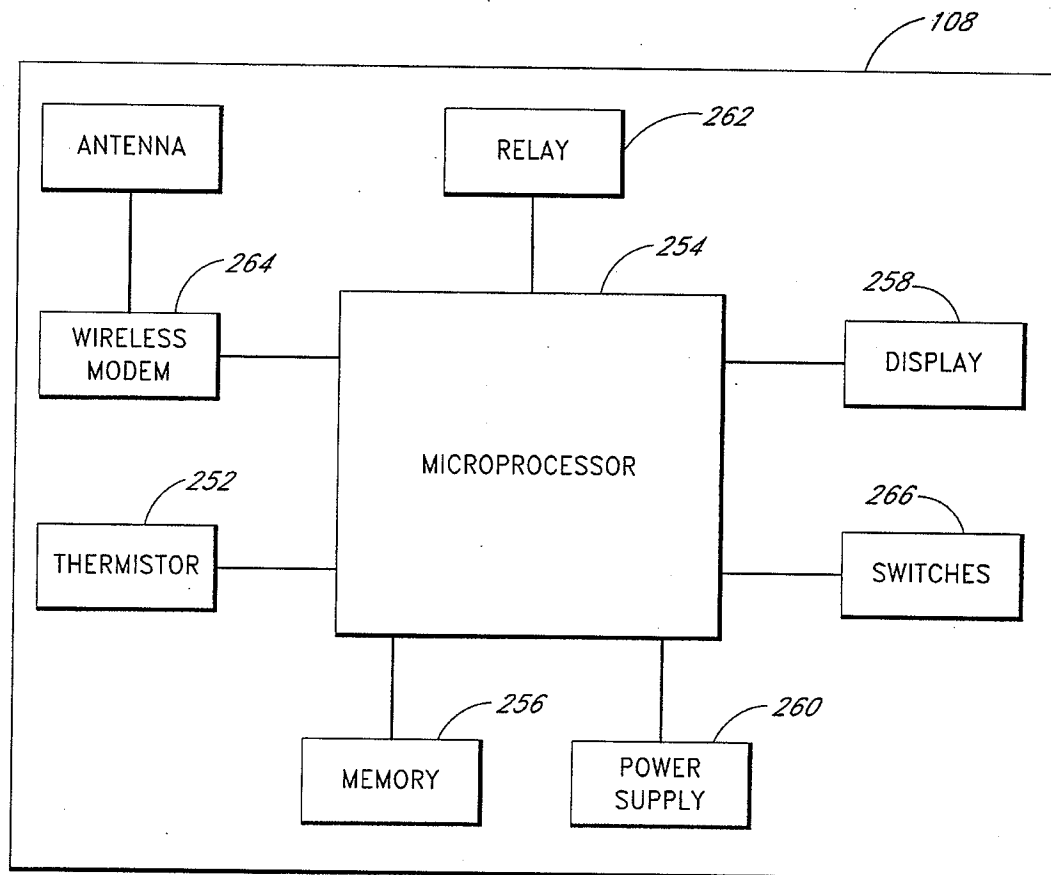 108
ANTENNA
RELAY
262
264
254
258
WIRELESS
MODEM
DISPLAY
MICROPROCESSOR
252
266
THERMISTOR
SWITCHES
256
260
MEMORY
POWER
SUPPLY